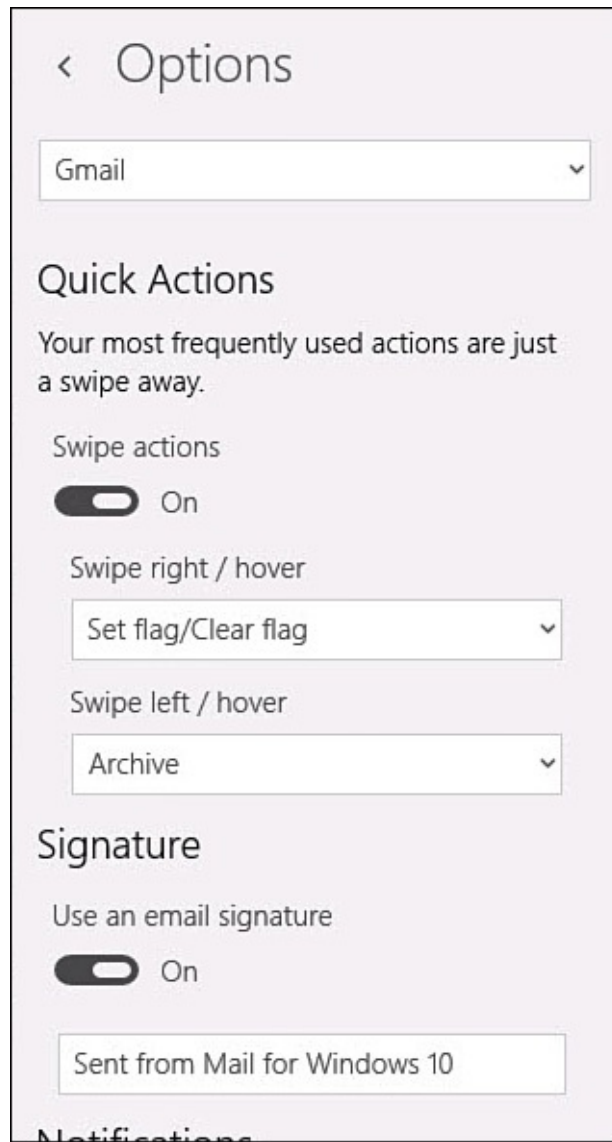 Options
Gmail
Quick Actions
Your most frequently used actions are just
a swipe away.
Swipe actions
On
Swipe right / hover
Set flag/Clear flag
Swipe left / hover
Archive
Signature
Use an email signature
On
Sent from Mail for Windows 10
Notifications